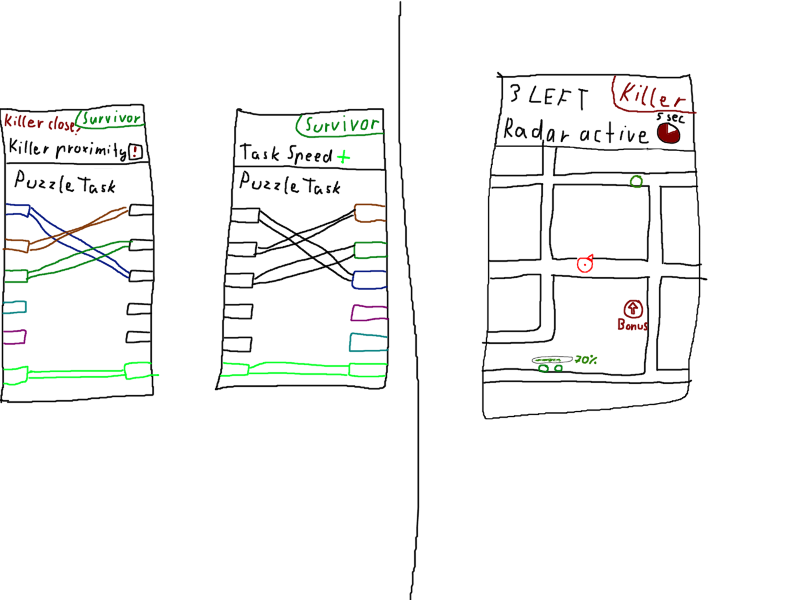 Killer close,
Survivor
Killer proximity !
Puzzle Task
Survivor
Task Speed +
Puzzle Task
3 LEFT
Killer
5 sec
Radar active
Bonus
70%